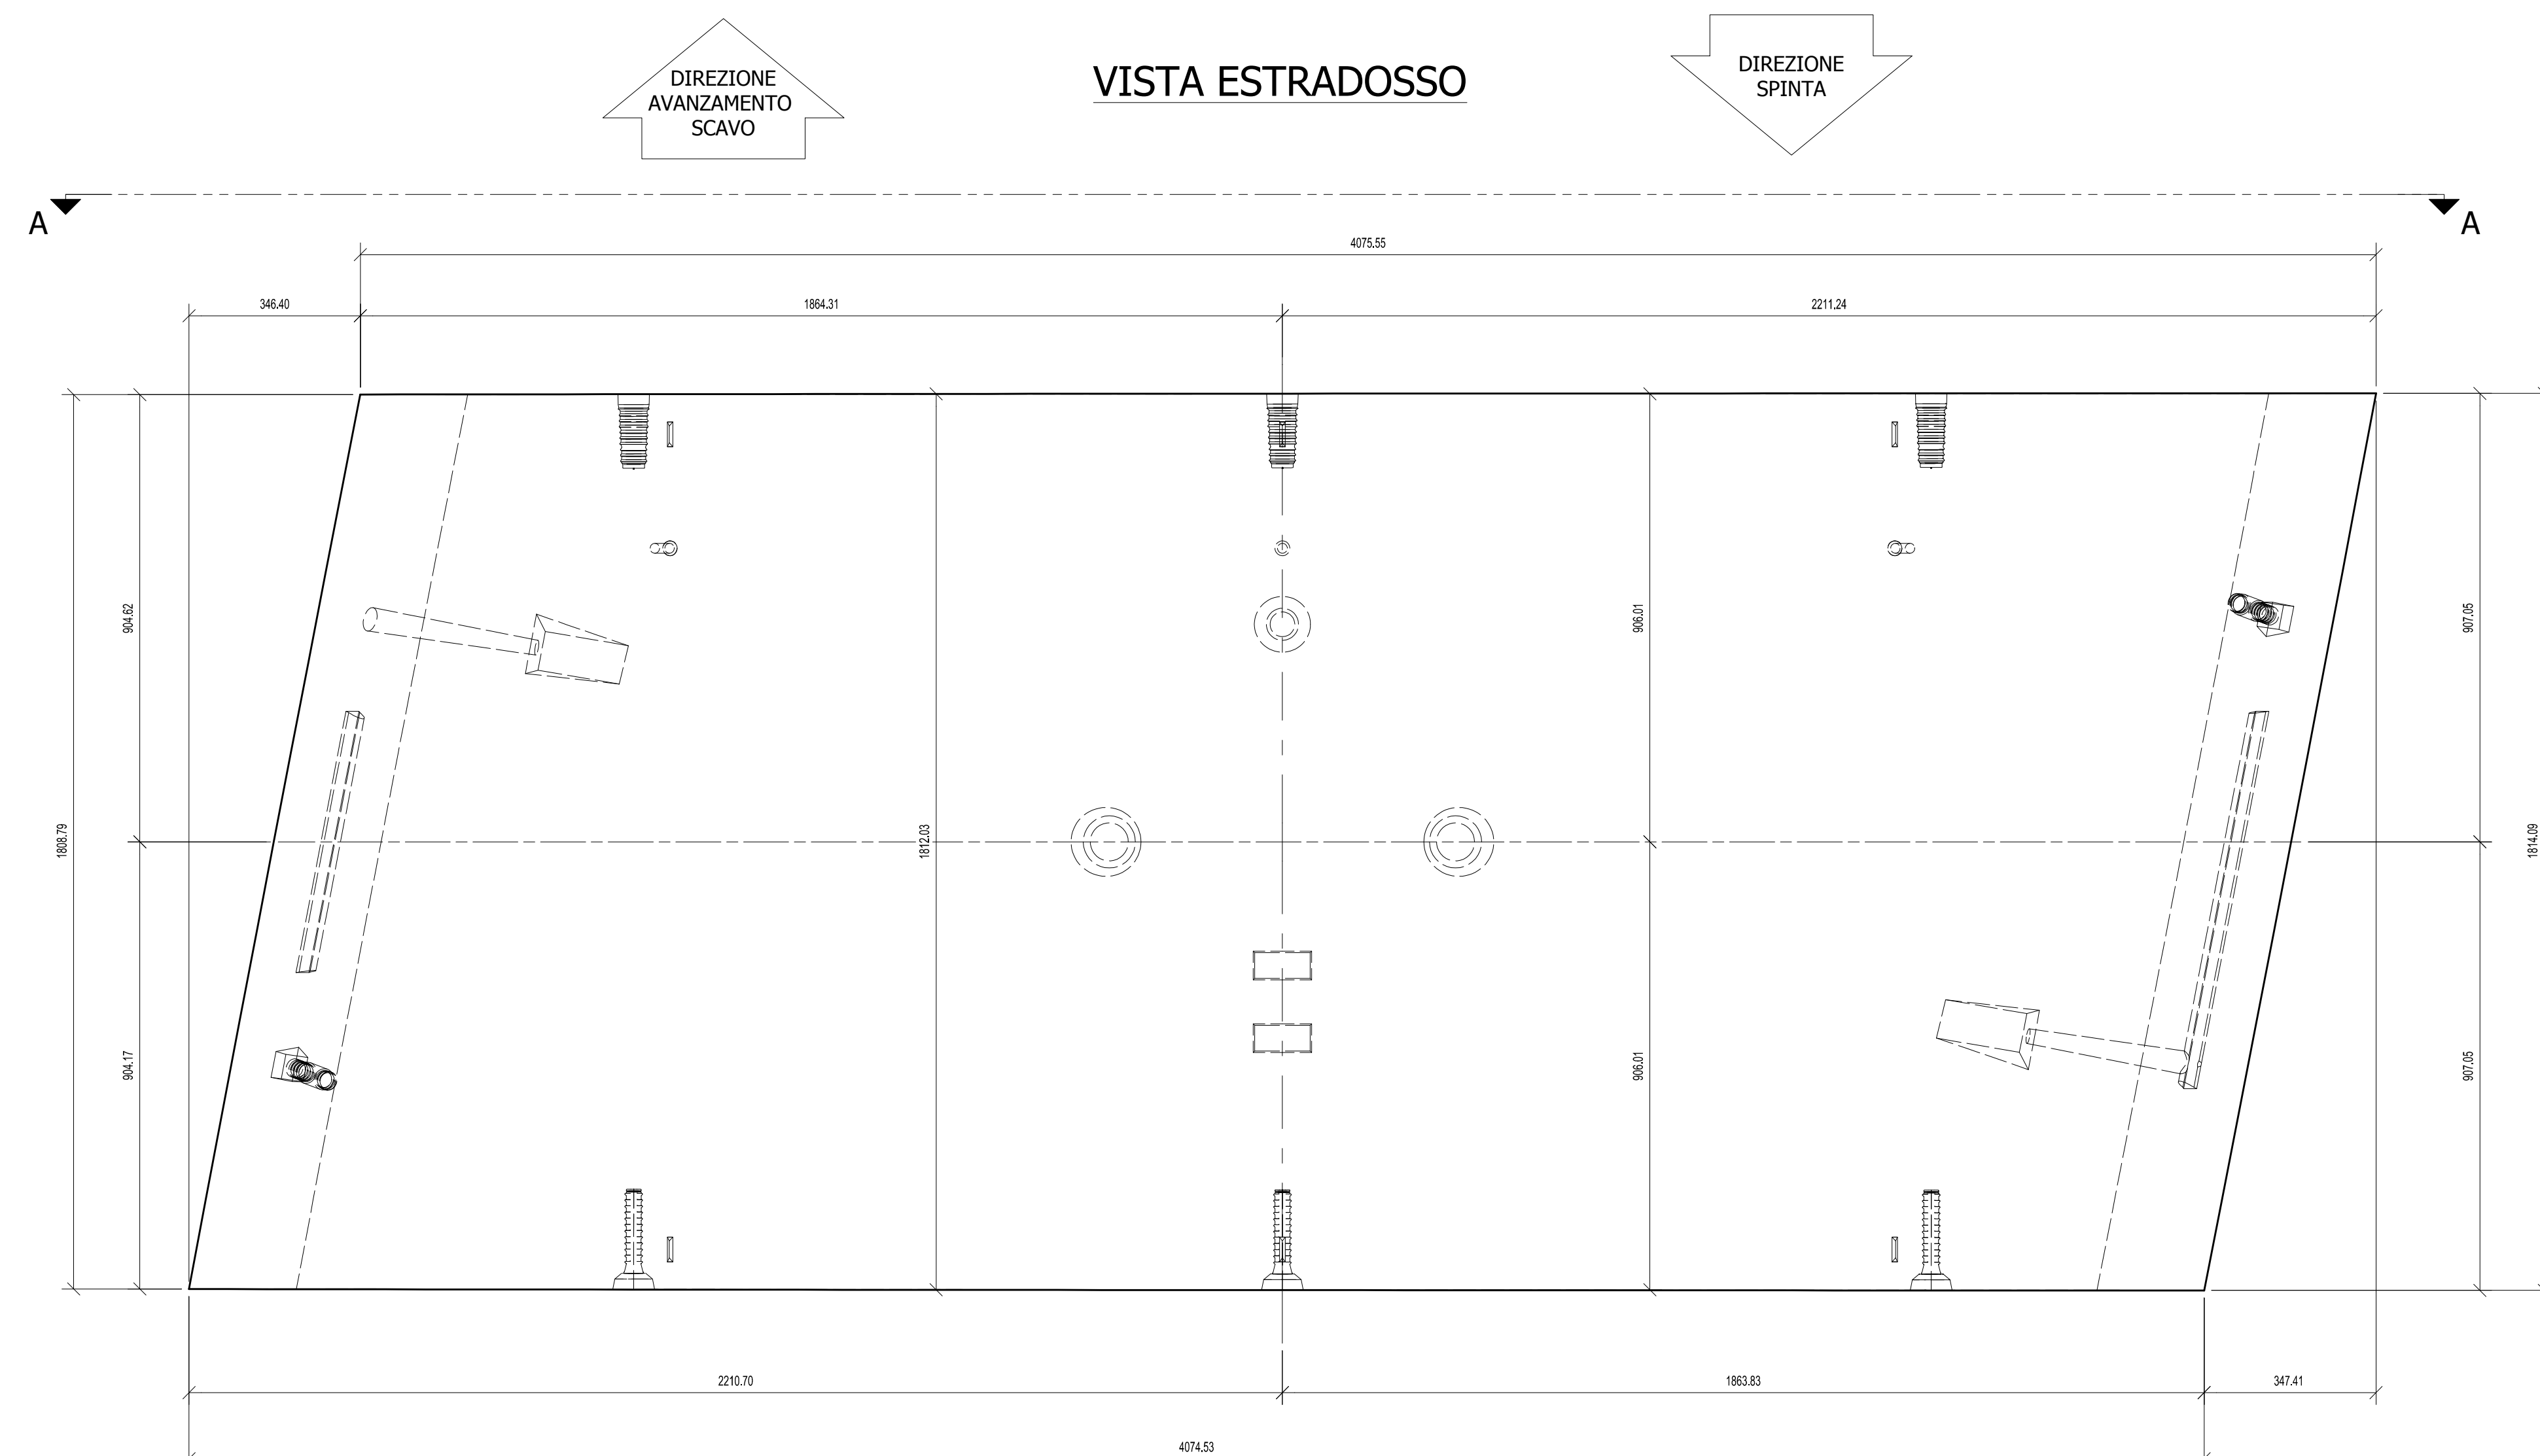 DIREZIONE
AVANZAMENTO
SCAVO
VISTA ESTRADOSSO
DIREZIONE
SPINTA
A
A
4075.55
346.40
1864.31
2211.24
904.62
906.01
907.05
1808.79
1812.03
1814.09
904.17
906.01
907.05
2210.70
1863.83
347.41
4074.53